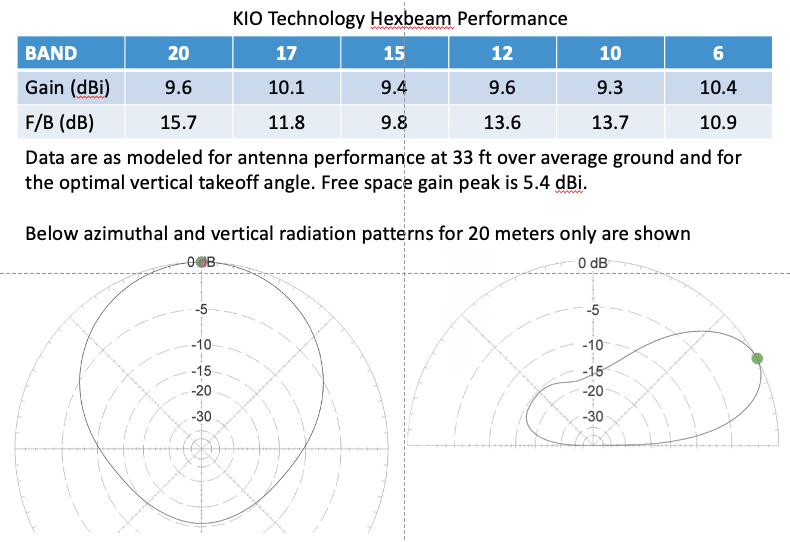 KIO Technology Hexbeam Performance
BAND 20 17 15 12 10 6
Gain (dBi) 9.6 10.1 9.4 9.6 9.3 10.4
F/B (dB) 15.7 11.8 9.8 13.6 13.7 10.9
Data are as modeled for antenna performance at 33 ft over average ground and for
the optimal vertical takeoff angle. Free space gain peak is 5.4 dBi.
Below azimuthal and vertical radiation patterns for 20 meters only are shown
0 dB
-5
-10
-15
-20
-30
0 dB
-5
-10
-15
-20
-30